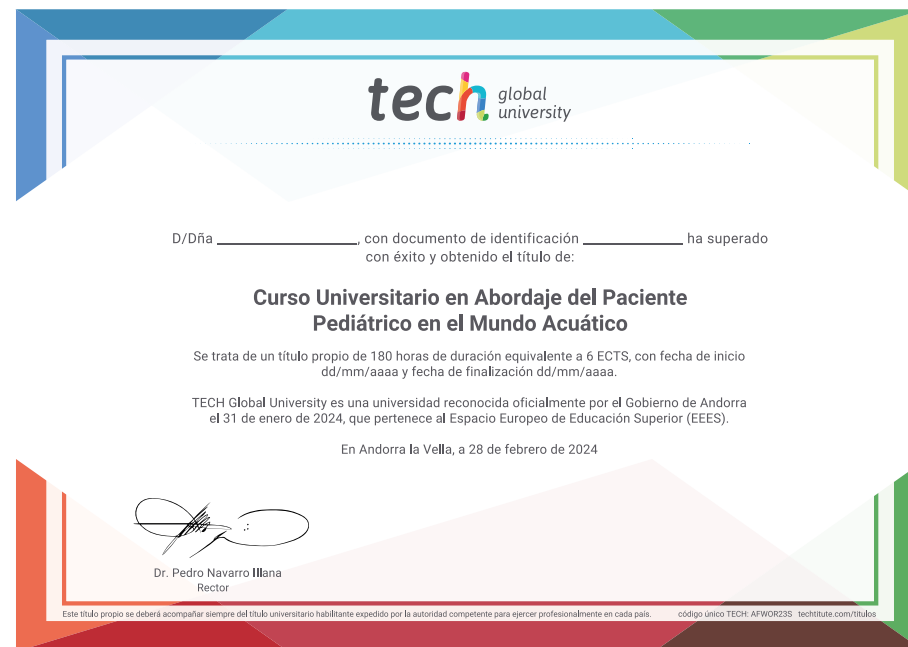 tech global university
D/Dña ____________________, con documento de identificación ______________ ha superado
con éxito y obtenido el título de:
Curso Universitario en Abordaje del Paciente
Pediátrico en el Mundo Acuático
Se trata de un título propio de 180 horas de duración equivalente a 6 ECTS, con fecha de inicio
dd/mm/aaaa y fecha de finalización dd/mm/aaaa.
TECH Global University es una universidad reconocida oficialmente por el Gobierno de Andorra
el 31 de enero de 2024, que pertenece al Espacio Europeo de Educación Superior (EEES).
En Andorra la Vella, a 28 de febrero de 2024
Dr. Pedro Navarro Illana
Rector
Este título propio se deberá acompañar siempre del título universitario habilitante expedido por la autoridad competente para ejercer profesionalmente en cada país. código único TECH: AFWOR23S techtitute.com/titulos